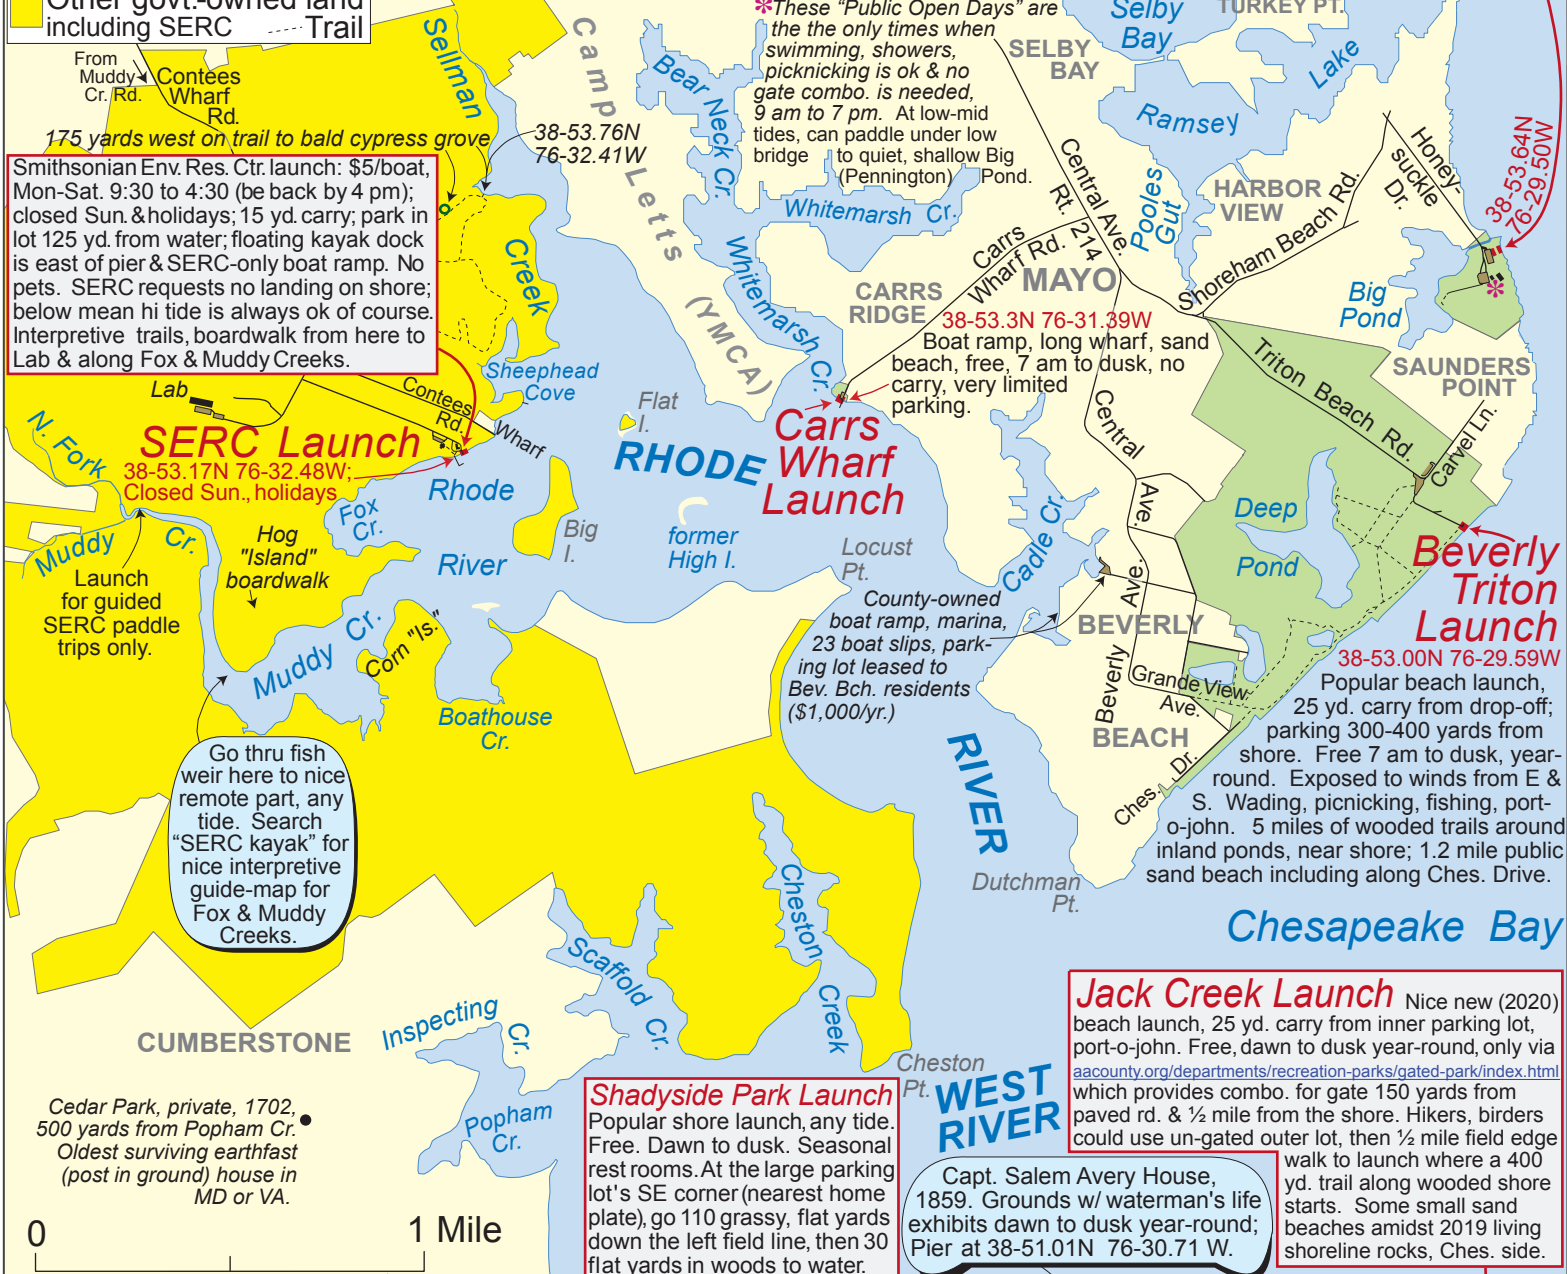 Other govt.-owned land
including SERC ---- Trail
From
Muddy
Cr. Rd.
Contees
Wharf
Rd.
175 yards west on trail to bald cypress grove
38-53.76N
76-32.41W
Smithsonian Env. Res. Ctr. launch: $5/boat,
Mon-Sat. 9:30 to 4:30 (be back by 4 pm);
closed Sun. & holidays; 15 yd. carry; park in
lot 125 yd. from water; floating kayak dock
is east of pier & SERC-only boat ramp. No
pets. SERC requests no landing on shore;
below mean hi tide is always ok of course.
Interpretive trails, boardwalk from here to
Lab & along Fox & Muddy Creeks.
Sellman
Creek
Camp Letts (YMCA)
Bear Neck Cr.
*These "Public Open Days" are
the the only times when
swimming, showers,
picknicking is ok & no
gate combo. is needed,
9 am to 7 pm. At low-mid
tides, can paddle under low
bridge to quiet, shallow Big
(Pennington) Pond.
Whitemarsh Cr.
Whitemarsh Cr.
Selby
Bay
TURKEY PT.
SELBY
BAY
Lake
Ramsey
Central Ave.
Rt. 214
Pooles
Gut
HARBOR
VIEW
Shoreham Beach Rd.
Honey-
suckle
Dr.
38-53.64N
76-29.50W
*
Big
Pond
Carrs
Wharf Rd.
MAYO
CARRS
RIDGE
38-53.3N 76-31.39W
Boat ramp, long wharf, sand
beach, free, 7 am to dusk, no
carry, very limited
parking.
Carrs
Wharf
Launch
Triton Beach Rd.
SAUNDERS
POINT
Carvel Ln.
Lab
Contees
Rd.
Wharf
Sheephead
Cove
Flat
I.
N. Fork
SERC Launch
38-53.17N 76-32.48W;
Closed Sun., holidays
Rhode
River
RHODE
Fox
Cr.
Big
I.
former
High I.
Locust
Pt.
Central
Ave.
Cadle Cr.
Deep
Pond
Beverly
Triton
Launch
38-53.00N 76-29.59W
Popular beach launch,
25 yd. carry from drop-off;
parking 300-400 yards from
shore. Free 7 am to dusk, year-
round. Exposed to winds from E &
S. Wading, picnicking, fishing, port-
o-john. 5 miles of wooded trails around
inland ponds, near shore; 1.2 mile public
sand beach including along Ches. Drive.
Muddy
Cr.
Launch
for guided
SERC paddle
trips only.
Hog
"Island"
boardwalk
Muddy Cr.
Corn "Is."
Boathouse
Cr.
County-owned
boat ramp, marina,
23 boat slips, park-
ing lot leased to
Bev. Bch. residents
($1,000/yr.)
Beverly Ave.
BEVERLY
BEACH
Beverly
Grande View
Ave.
Ches. Dr.
RIVER
Dutchman
Pt.
Chesapeake Bay
Go thru fish
weir here to nice
remote part, any
tide. Search
“SERC kayak” for
nice interpretive
guide-map for
Fox & Muddy
Creeks.
Cheston
Creek
Scaffold Cr.
Inspecting
Cr.
CUMBERSTONE
Cheston
Pt.
Popham
Cr.
Cedar Park, private, 1702,
500 yards from Popham Cr.
Oldest surviving earthfast
(post in ground) house in
MD or VA.
0 1 Mile
Shadyside Park Launch
Popular shore launch, any tide.
Free. Dawn to dusk. Seasonal
rest rooms. At the large parking
lot's SE corner (nearest home
plate), go 110 grassy, flat yards
down the left field line, then 30
flat yards in woods to water.
WEST
RIVER
Capt. Salem Avery House,
1859. Grounds w/ waterman's life
exhibits dawn to dusk year-round;
Pier at 38-51.01N 76-30.71 W.
Jack Creek Launch Nice new (2020)
beach launch, 25 yd. carry from inner parking lot,
port-o-john. Free, dawn to dusk year-round, only via
aacounty.org/departments/recreation-parks/gated-park/index.html
which provides combo. for gate 150 yards from
paved rd. & ½ mile from the shore. Hikers, birders
could use un-gated outer lot, then ½ mile field edge
walk to launch where a 400
yd. trail along wooded shore
starts. Some small sand
beaches amidst 2019 living
shoreline rocks, Ches. side.